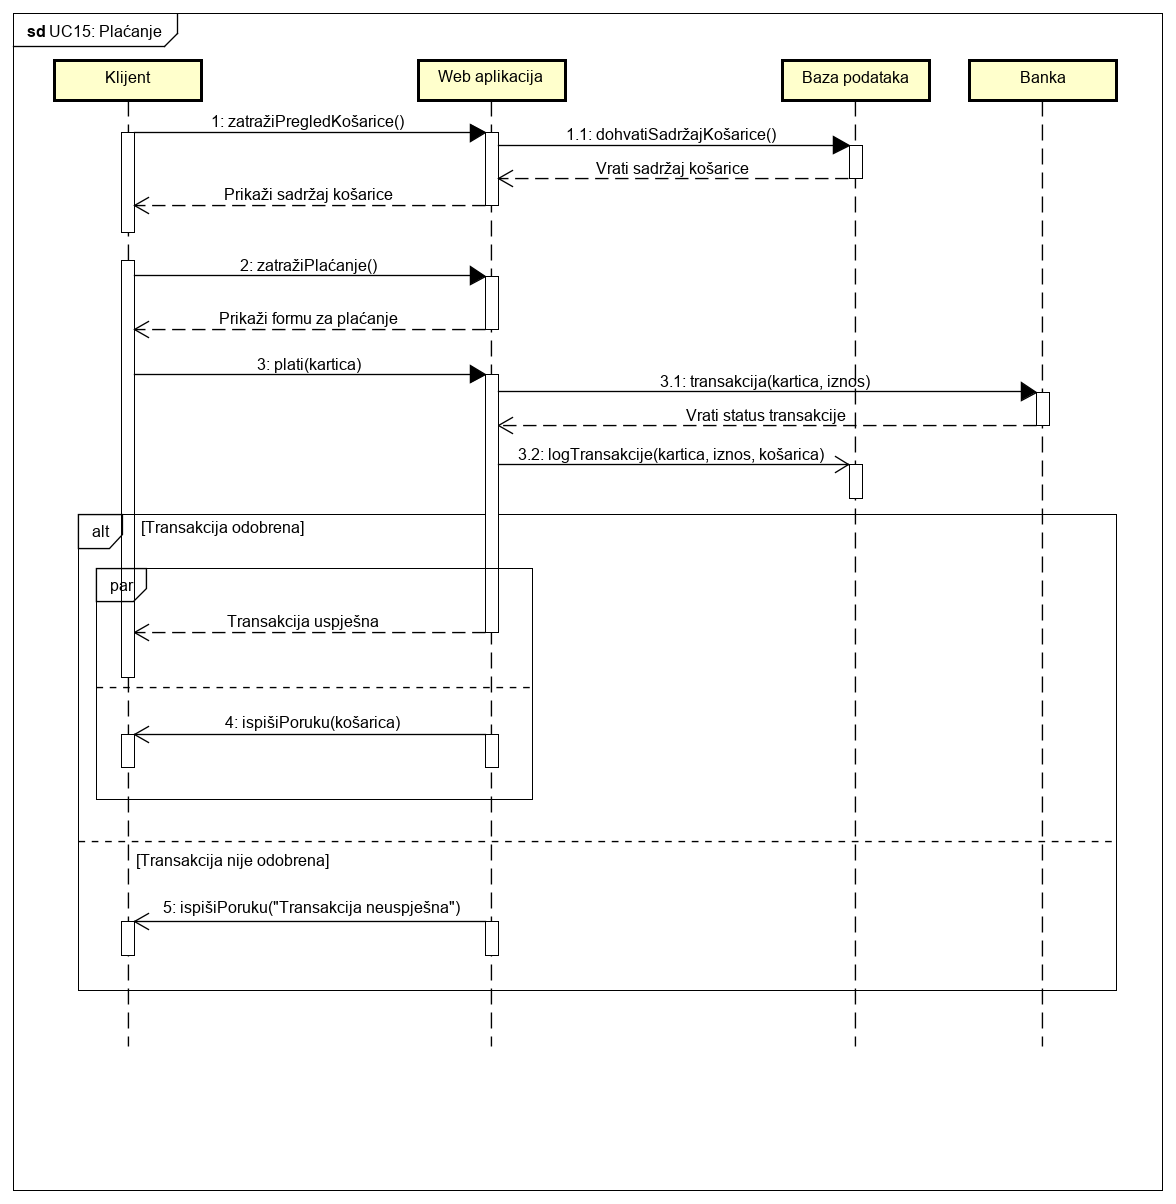 sd UC15: Plaćanje
Klijent
Web aplikacija
Baza podataka
Banka
1: zatražiPregledKošarice()
1.1: dohvatiSadržajKošarice()
Vrati sadržaj košarice
Prikaži sadržaj košarice
2: zatražiPlaćanje()
Prikaži formu za plaćanje
3: plati(kartica)
3.1: transakcija(kartica, iznos)
Vrati status transakcije
3.2: logTransakcije(kartica, iznos, košarica)
alt
[Transakcija odobrena]
par
Transakcija uspješna
4: ispišiPoruku(košarica)
[Transakcija nije odobrena]
5: ispišiPoruku("Transakcija neuspješna")